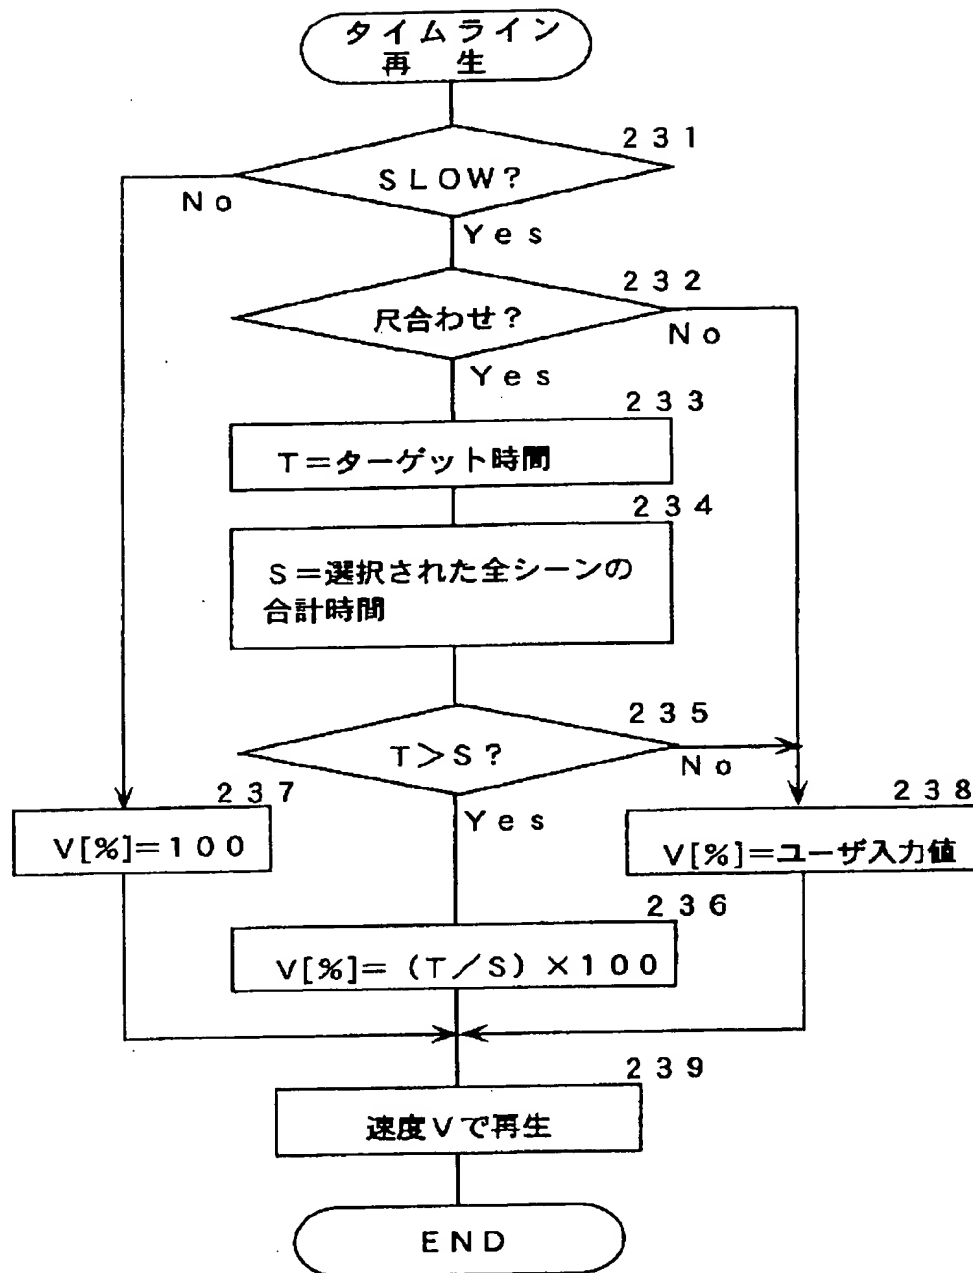 タイムライン
再生
231
SLOW?
No
Yes
232
尺合わせ?
No
Yes
233
T=ターゲット時間
234
S=選択された全シーンの
合計時間
235
T>S?
No
Yes
237
V[%]=100
238
V[%]=ユーザ入力値
236
V[%]=(T/S)×100
239
速度Vで再生
END